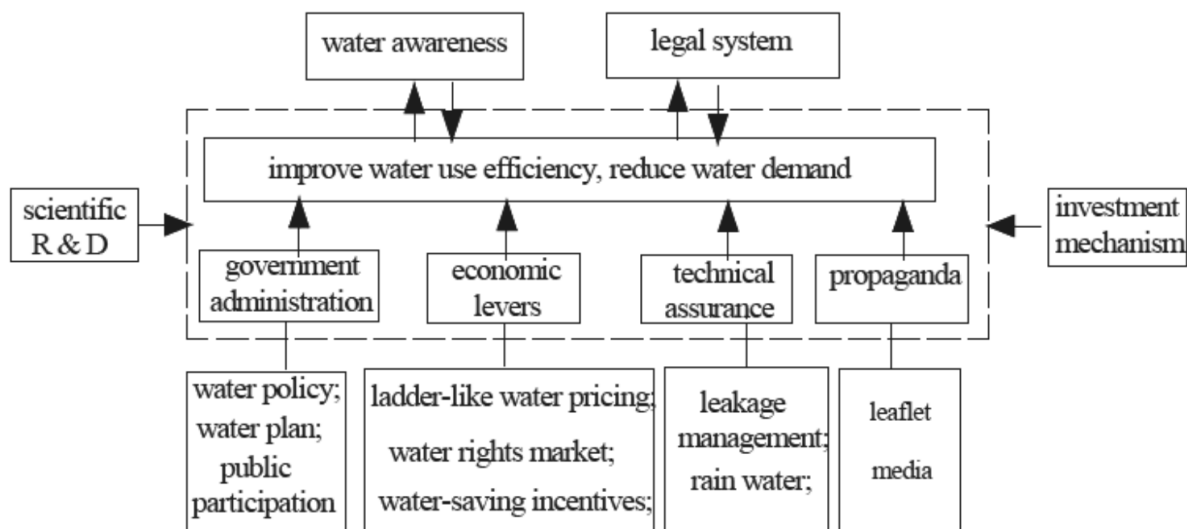 water awareness
legal system
improve water use efficiency, reduce water demand
scientific
R & D
investment
mechanism
government
administration
economic
levers
technical
assurance
propaganda
water policy;
water plan;
public
participation
ladder-like water pricing;
water rights market;
water-saving incentives;
leakage
management;
rain water;
leaflet
media